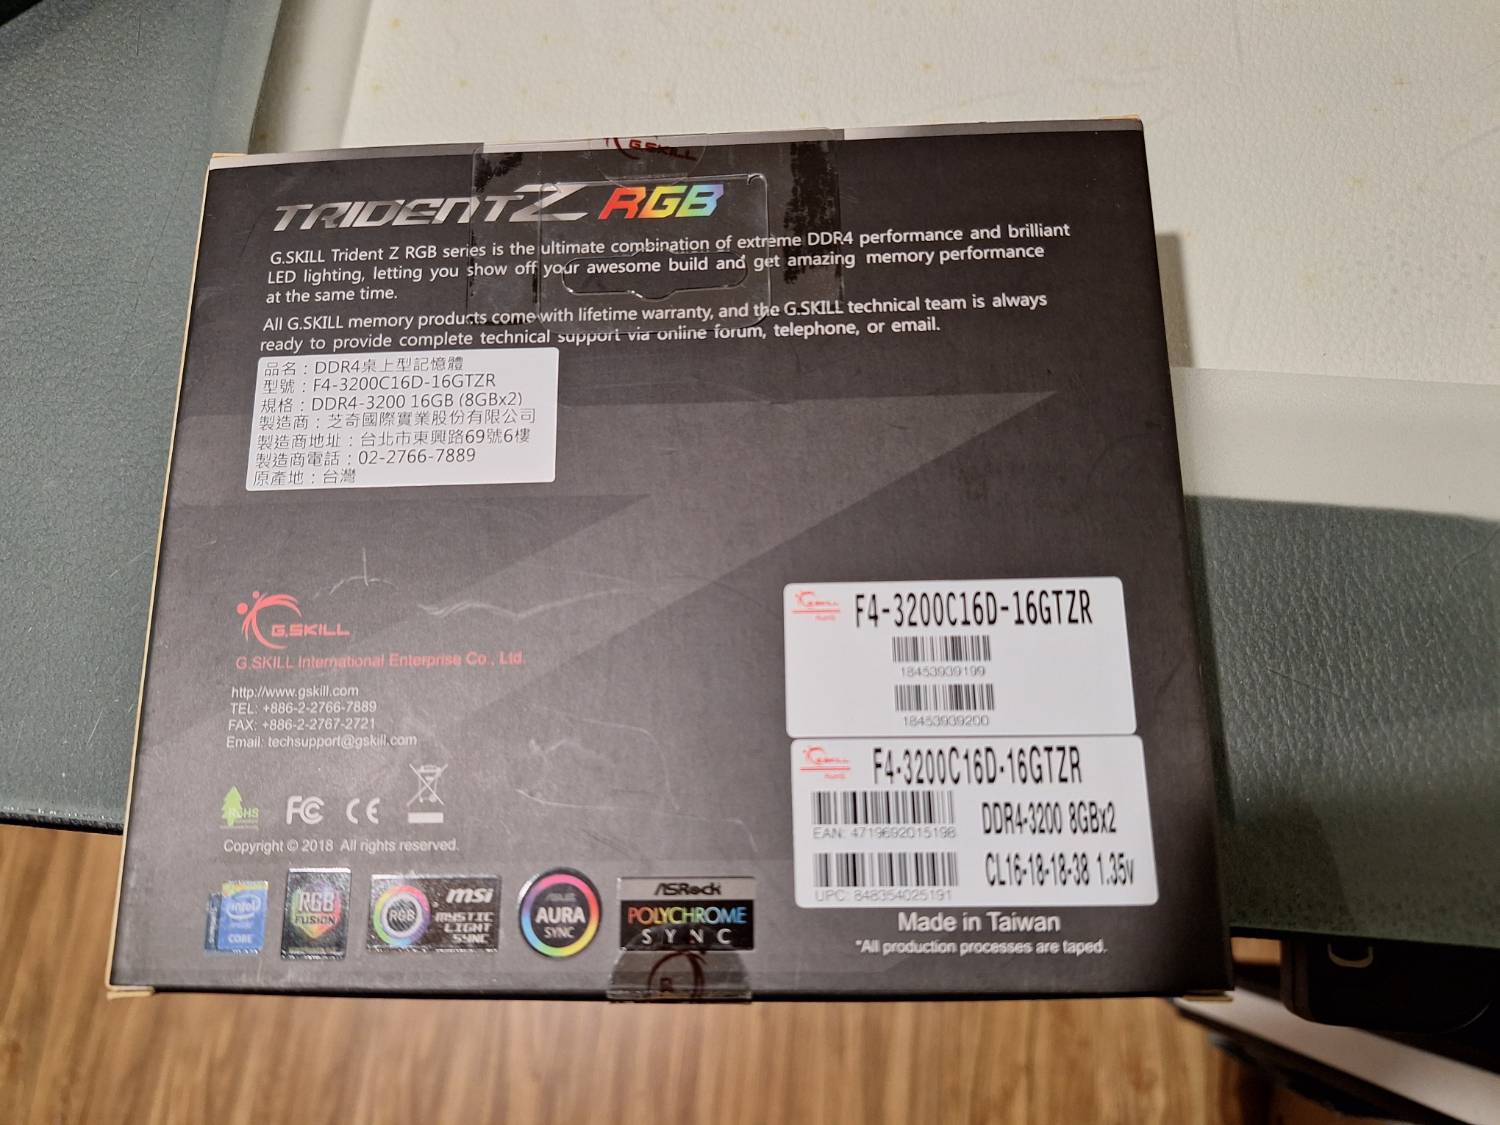 G.SKILL
TRIDENTZ RGB
G.SKILL Trident Z RGB series is the ultimate combination of extreme DDR4 performance and brilliant
LED lighting, letting you show off your awesome build and get amazing memory performance
at the same time.
All G.SKILL memory products come with lifetime warranty, and the G.SKILL technical team is always
ready to provide complete technical support via online forum, telephone, or email.
品名：DDR4桌上型記憶體
型號：F4-3200C16D-16GTZR
規格：DDR4-3200 16GB (8GBx2)
製造商：芝奇國際實業股份有限公司
製造商地址：台北市東興路69號6樓
製造商電話：02-2766-7889
原產地：台灣
G.SKILL
G.SKILL International Enterprise Co., Ltd.
http://www.gskill.com
TEL: +886-2-2766-7889
FAX: +886-2-2767-2721
Email: techsupport@gskill.com
RoHS FC CE
Copyright © 2018 All rights reserved.
intel
CORE
RGB
FUSION
RGB
msi
MYSTIC
LIGHT
SYNC
ASUS
AURA
SYNC
ASRock
POLYCHROME
SYNC
G.SKILL
RoHS
F4-3200C16D-16GTZR
18453939199
18453939200
G.SKILL
RoHS
F4-3200C16D-16GTZR
EAN: 4719692015198
DDR4-3200 8GBx2
UPC: 848354025191
CL16-18-18-38 1.35v
Made in Taiwan
*All production processes are taped.